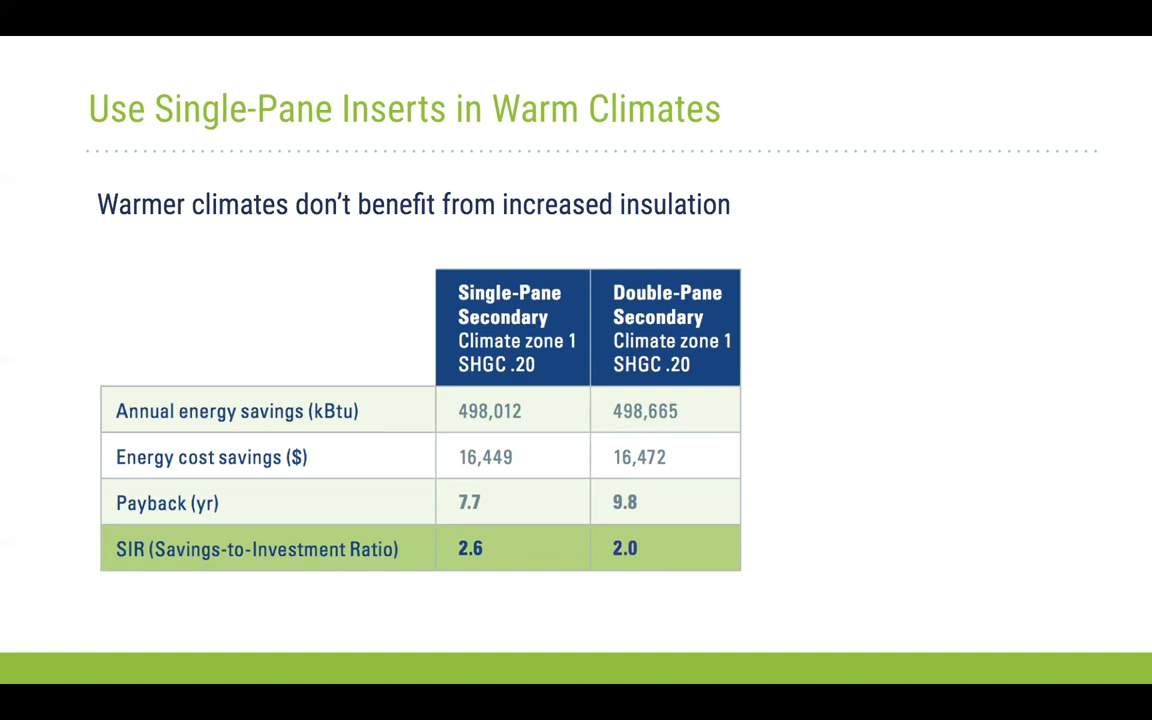 Use Single-Pane Inserts in Warm Climates
Warmer climates don’t benefit from increased insulation
Single-Pane
Secondary
Climate zone 1
SHGC .20
Double-Pane
Secondary
Climate zone 1
SHGC .20
Annual energy savings (kBtu) 498,012 498,665
Energy cost savings ($) 16,449 16,472
Payback (yr) 7.7 9.8
SIR (Savings-to-Investment Ratio) 2.6 2.0